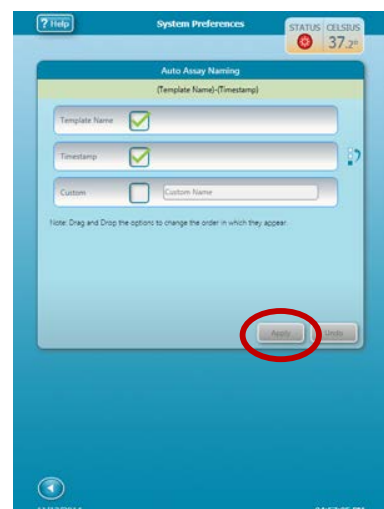 ? Help
System Preferences
STATUS
CELSIUS
37.2°
Auto Assay Naming
(Template Name)-(Timestamp)
Template Name
Timestamp
Custom
Custom Name
Note: Drag and Drop the options to change the order in which they appear.
Apply
Undo